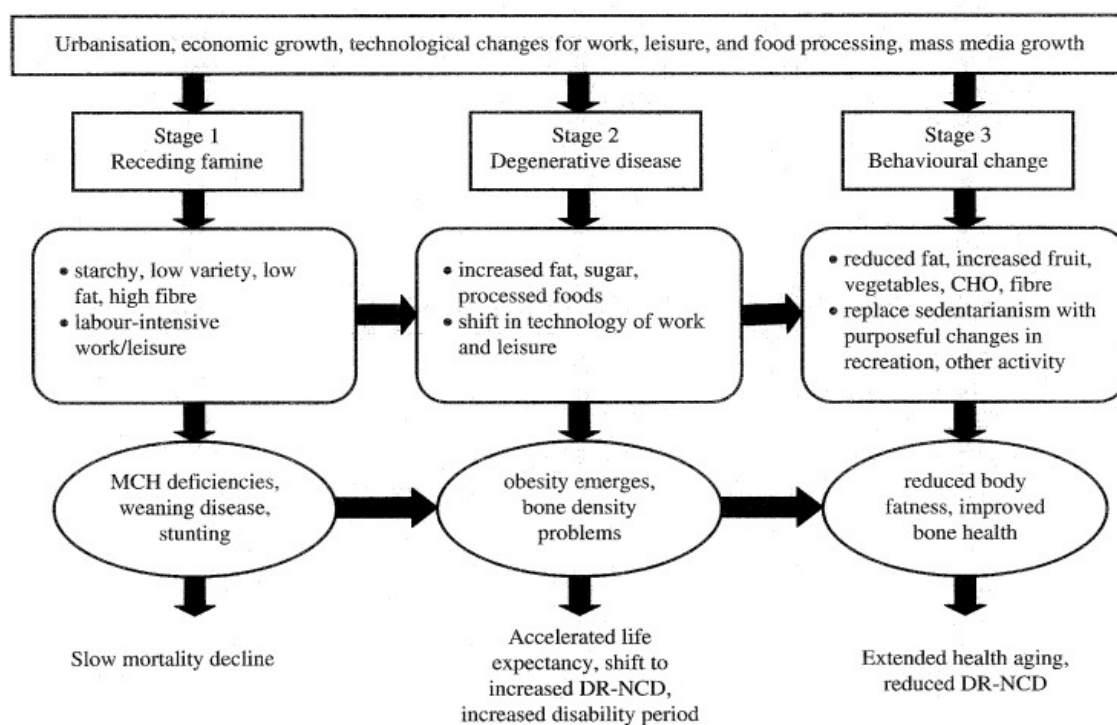 Urbanisation, economic growth, technological changes for work, leisure, and food processing, mass media growth
Stage 1
Receding famine
Stage 2
Degenerative disease
Stage 3
Behavioural change
• starchy, low variety, low
fat, high fibre
• labour-intensive
work/leisure
• increased fat, sugar,
processed foods
• shift in technology of work
and leisure
• reduced fat, increased fruit,
vegetables, CHO, fibre
• replace sedentarianism with
purposeful changes in
recreation, other activity
MCH deficiencies,
weaning disease,
stunting
obesity emerges,
bone density
problems
reduced body
fatness, improved
bone health
Slow mortality decline
Accelerated life
expectancy, shift to
increased DR-NCD,
increased disability period
Extended health aging,
reduced DR-NCD